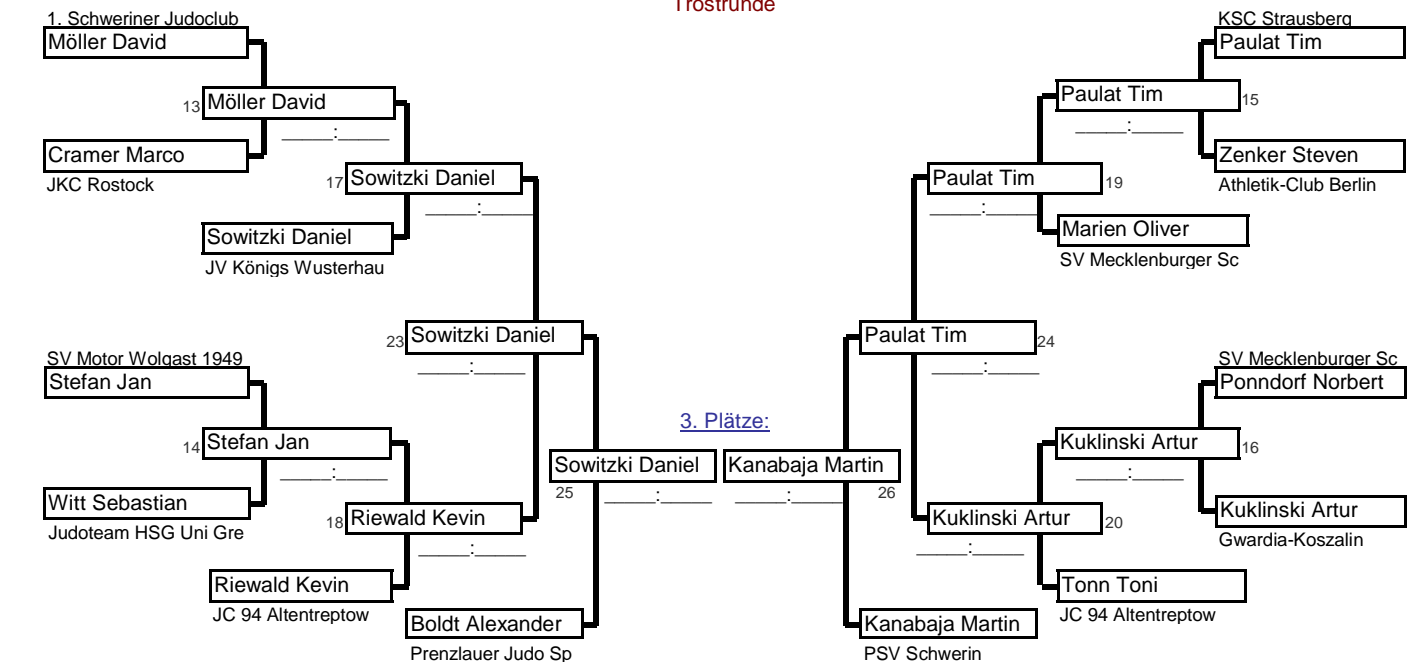 Trostrunde
1. Schweriner Judoclub
Möller David
13 Möller David
_____:_____
Cramer Marco
JKC Rostock
17 Sowitzki Daniel
_____:_____
Sowitzki Daniel
JV Königs Wusterhau
23 Sowitzki Daniel
_____:_____
SV Motor Wolgast 1949
Stefan Jan
14 Stefan Jan
_____:_____
Witt Sebastian
Judoteam HSG Uni Gre
18 Riewald Kevin
_____:_____
Riewald Kevin
JC 94 Altentreptow
Boldt Alexander
Prenzlauer Judo Sp
3. Plätze:
Sowitzki Daniel
25 _____:_____
Kanabaja Martin
_____:_____ 26
KSC Strausberg
Paulat Tim
Paulat Tim 15
_____:_____
Zenker Steven
Athletik-Club Berlin
Paulat Tim 19
_____:_____
Marien Oliver
SV Mecklenburger Sc
Paulat Tim 24
_____:_____
SV Mecklenburger Sc
Ponndorf Norbert
Kuklinski Artur 16
_____:_____
Kuklinski Artur
Gwardia-Koszalin
Kuklinski Artur 20
_____:_____
Tonn Toni
JC 94 Altentreptow
Kanabaja Martin
PSV Schwerin